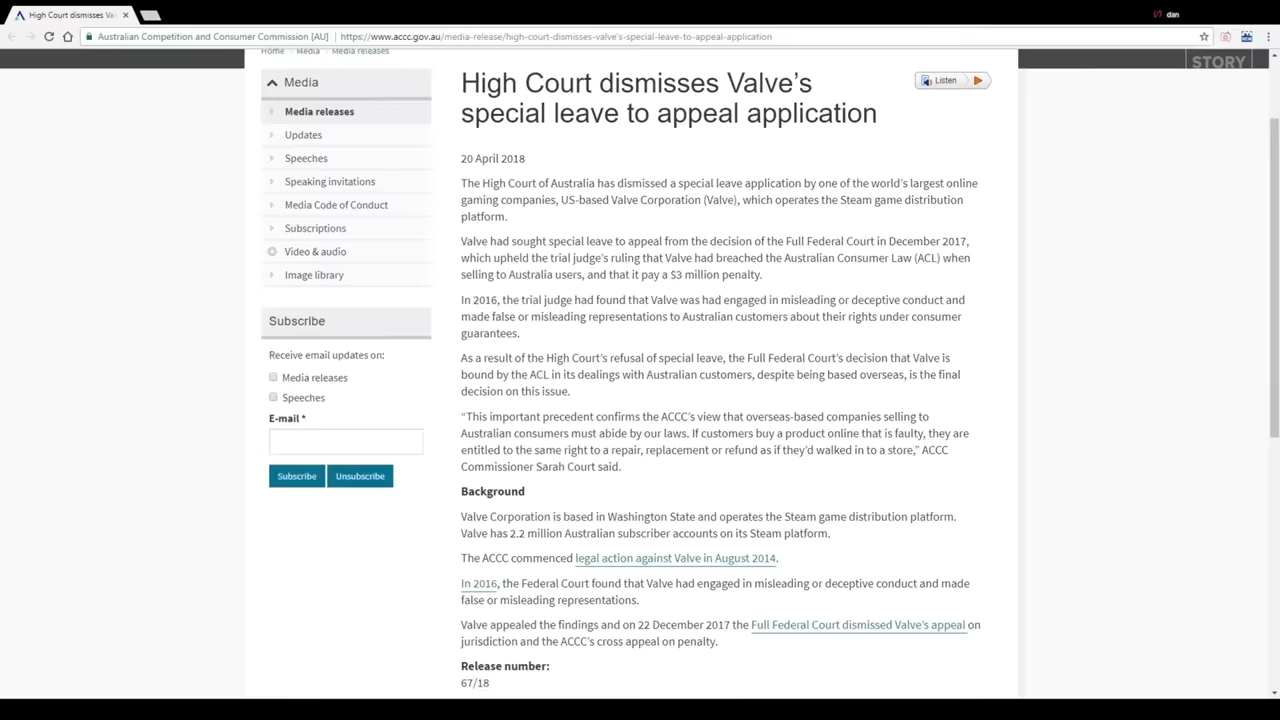 High Court dismisses Va
dan
Australian Competition and Consumer Commission [AU]
https://www.accc.gov.au/media-release/high-court-dismisses-valve's-special-leave-to-appeal-application
Home
Media
Media releases
STORY
Media
Media releases
Updates
Speeches
Speaking invitations
Media Code of Conduct
Subscriptions
Video & audio
Image library
Subscribe
Receive email updates on:
Media releases
Speeches
E-mail *
Subscribe
Unsubscribe
High Court dismisses Valve's
special leave to appeal application
Listen
20 April 2018
The High Court of Australia has dismissed a special leave application by one of the world's largest online
gaming companies, US-based Valve Corporation (Valve), which operates the Steam game distribution
platform.
Valve had sought special leave to appeal from the decision of the Full Federal Court in December 2017,
which upheld the trial judge's ruling that Valve had breached the Australian Consumer Law (ACL) when
selling to Australia users, and that it pay a $3 million penalty.
In 2016, the trial judge had found that Valve was had engaged in misleading or deceptive conduct and
made false or misleading representations to Australian customers about their rights under consumer
guarantees.
As a result of the High Court's refusal of special leave, the Full Federal Court's decision that Valve is
bound by the ACL in its dealings with Australian customers, despite being based overseas, is the final
decision on this issue.
“This important precedent confirms the ACCC's view that overseas-based companies selling to
Australian consumers must abide by our laws. If customers buy a product online that is faulty, they are
entitled to the same right to a repair, replacement or refund as if they'd walked in to a store,” ACCC
Commissioner Sarah Court said.
Background
Valve Corporation is based in Washington State and operates the Steam game distribution platform.
Valve has 2.2 million Australian subscriber accounts on its Steam platform.
The ACCC commenced legal action against Valve in August 2014.
In 2016, the Federal Court found that Valve had engaged in misleading or deceptive conduct and made
false or misleading representations.
Valve appealed the findings and on 22 December 2017 the Full Federal Court dismissed Valve's appeal on
jurisdiction and the ACCC's cross appeal on penalty.
Release number:
67/18